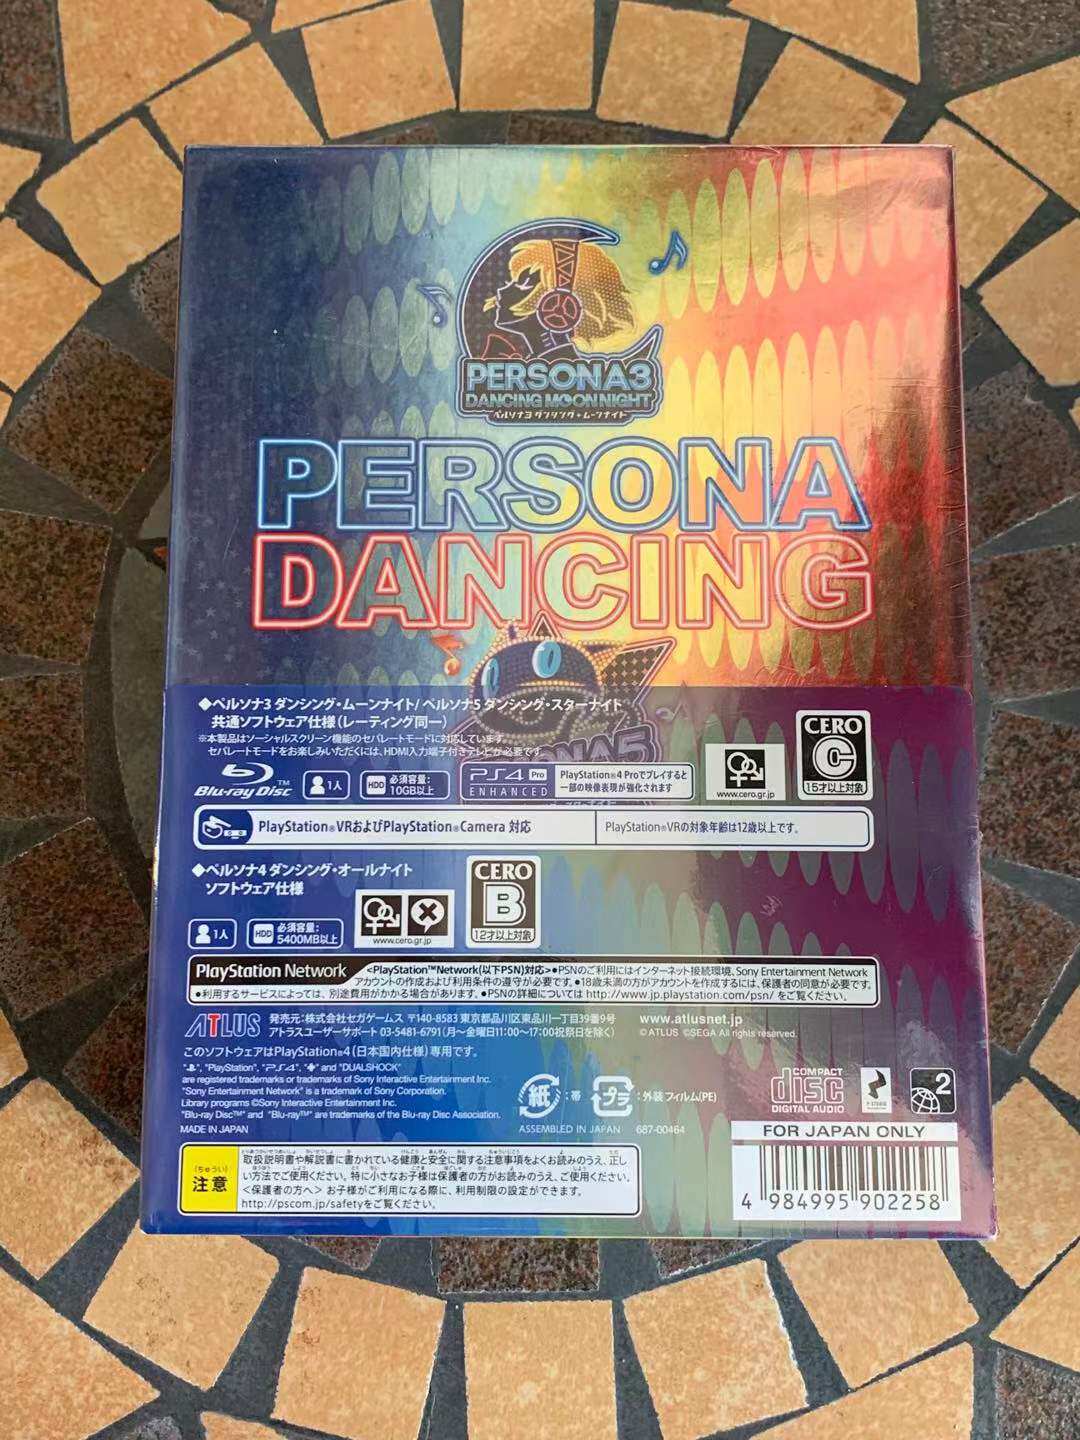 PERSONA3
DANCING MOON NIGHT
ペルソナ3 ダンシング・ムーンナイト
PERSONA
DANCING
◆ペルソナ3 ダンシング・ムーンナイト/ ペルソナ5 ダンシング・スターナイト
共通ソフトウェア仕様(レーティング同一)
※本製品はソーシャルスクリーン機能のセパレートモードに対応しています。
セパレートモードをお楽しみいただくには、HDMI入力端子付きテレビが必要です。
Blu-ray Disc™
1人
HDD 必須容量:
10GB以上
PS4 Pro
ENHANCED
PlayStation®4 Proでプレイすると
一部の映像表現が強化されます
www.cero.gr.jp
CERO
C
15才以上対象
PlayStation®VRおよびPlayStation®Camera 対応
PlayStation®VRの対象年齢は12歳以上です。
◆ペルソナ4 ダンシング・オールナイト
ソフトウェア仕様
1人
HDD 必須容量:
5400MB以上
www.cero.gr.jp
CERO
B
12才以上対象
PlayStation Network
<PlayStation™Network(以下PSN)対応>●PSNのご利用にはインターネット接続環境、Sony Entertainment Network
アカウントの作成および利用条件の遵守が必要です。●18歳未満の方がアカウントを作成するには、保護者の同意が必要です。
●利用するサービスによっては、別途費用がかかる場合があります。●PSNの詳細については http://www.jp.playstation.com/psn/ をご覧ください。
ATLUS
発売元:株式会社セガゲームス 〒140-8583 東京都品川区東品川一丁目39番9号
アトラスユーザーサポート 03-5481-6791(月〜金曜日11:00〜17:00祝祭日を除く)
www.atlusnet.jp
© ATLUS ©SEGA All rights reserved.
このソフトウェアはPlayStation®4(日本国内仕様)専用です。
"PlayStation", "PS4", and "DUALSHOCK"
are registered trademarks or trademarks of Sony Interactive Entertainment Inc.
"Sony Entertainment Network" is a trademark of Sony Corporation.
Library programs ©Sony Interactive Entertainment Inc.
"Blu-ray Disc™" and "Blu-ray™" are trademarks of the Blu-ray Disc Association.
MADE IN JAPAN
紙 :帯
プラ :外装フィルム(PE)
ASSEMBLED IN JAPAN
687-00464
COMPACT
disc
DIGITAL AUDIO
P STUDIO
2
FOR JAPAN ONLY
(ちゅうい)
注意
取扱説明書や解説書に書かれている健康と安全に関する注意事項をよくお読みのうえ、正し
い方法でご使用ください。特に小さなお子様は保護者の方がお読みのうえ、ご使用ください。
<保護者の方へ> お子様がご利用になる際に、利用制限の設定ができます。
http://pscom.jp/safetyをご覧ください。
4 984995 902258